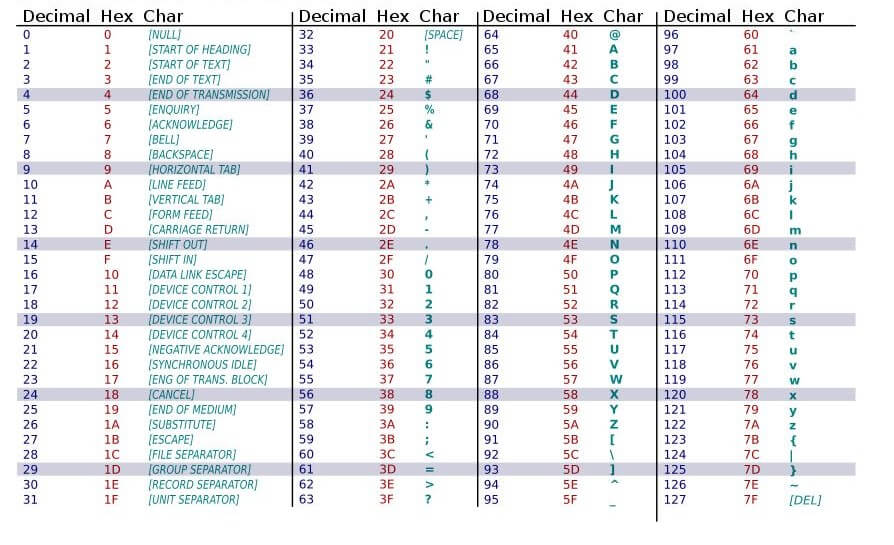 Decimal Hex Char Decimal Hex Char Decimal Hex Char Decimal Hex Char
0 0 [NULL] 32 20 [SPACE] 64 40 @ 96 60 `
1 1 [START OF HEADING] 33 21 ! 65 41 A 97 61 a
2 2 [START OF TEXT] 34 22 " 66 42 B 98 62 b
3 3 [END OF TEXT] 35 23 # 67 43 C 99 63 c
4 4 [END OF TRANSMISSION] 36 24 $ 68 44 D 100 64 d
5 5 [ENQUIRY] 37 25 % 69 45 E 101 65 e
6 6 [ACKNOWLEDGE] 38 26 & 70 46 F 102 66 f
7 7 [BELL] 39 27 ' 71 47 G 103 67 g
8 8 [BACKSPACE] 40 28 ( 72 48 H 104 68 h
9 9 [HORIZONTAL TAB] 41 29 ) 73 49 I 105 69 i
10 A [LINE FEED] 42 2A * 74 4A J 106 6A j
11 B [VERTICAL TAB] 43 2B + 75 4B K 107 6B k
12 C [FORM FEED] 44 2C , 76 4C L 108 6C l
13 D [CARRIAGE RETURN] 45 2D - 77 4D M 109 6D m
14 E [SHIFT OUT] 46 2E . 78 4E N 110 6E n
15 F [SHIFT IN] 47 2F / 79 4F O 111 6F o
16 10 [DATA LINK ESCAPE] 48 30 0 80 50 P 112 70 p
17 11 [DEVICE CONTROL 1] 49 31 1 81 51 Q 113 71 q
18 12 [DEVICE CONTROL 2] 50 32 2 82 52 R 114 72 r
19 13 [DEVICE CONTROL 3] 51 33 3 83 53 S 115 73 s
20 14 [DEVICE CONTROL 4] 52 34 4 84 54 T 116 74 t
21 15 [NEGATIVE ACKNOWLEDGE] 53 35 5 85 55 U 117 75 u
22 16 [SYNCHRONOUS IDLE] 54 36 6 86 56 V 118 76 v
23 17 [ENG OF TRANS. BLOCK] 55 37 7 87 57 W 119 77 w
24 18 [CANCEL] 56 38 8 88 58 X 120 78 x
25 19 [END OF MEDIUM] 57 39 9 89 59 Y 121 79 y
26 1A [SUBSTITUTE] 58 3A : 90 5A Z 122 7A z
27 1B [ESCAPE] 59 3B ; 91 5B [ 123 7B {
28 1C [FILE SEPARATOR] 60 3C < 92 5C \ 124 7C |
29 1D [GROUP SEPARATOR] 61 3D = 93 5D ] 125 7D }
30 1E [RECORD SEPARATOR] 62 3E > 94 5E ^ 126 7E ~
31 1F [UNIT SEPARATOR] 63 3F ? 95 5F _ 127 7F [DEL]